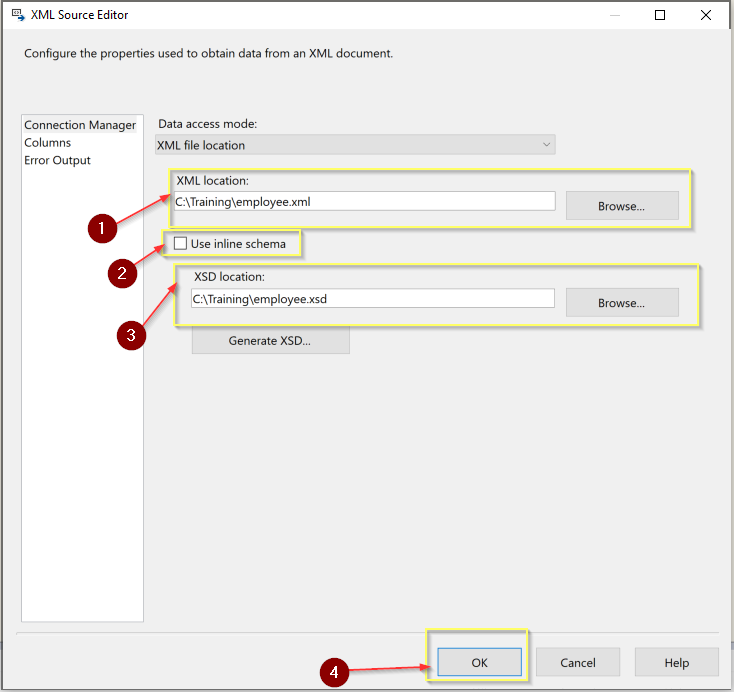 XML Source Editor
Configure the properties used to obtain data from an XML document.
Connection Manager
Columns
Error Output
Data access mode:
XML file location
XML location:
C:\Training\employee.xml
Browse...
1
Use inline schema
2
XSD location:
C:\Training\employee.xsd
Browse...
3
Generate XSD...
4
OK
Cancel
Help